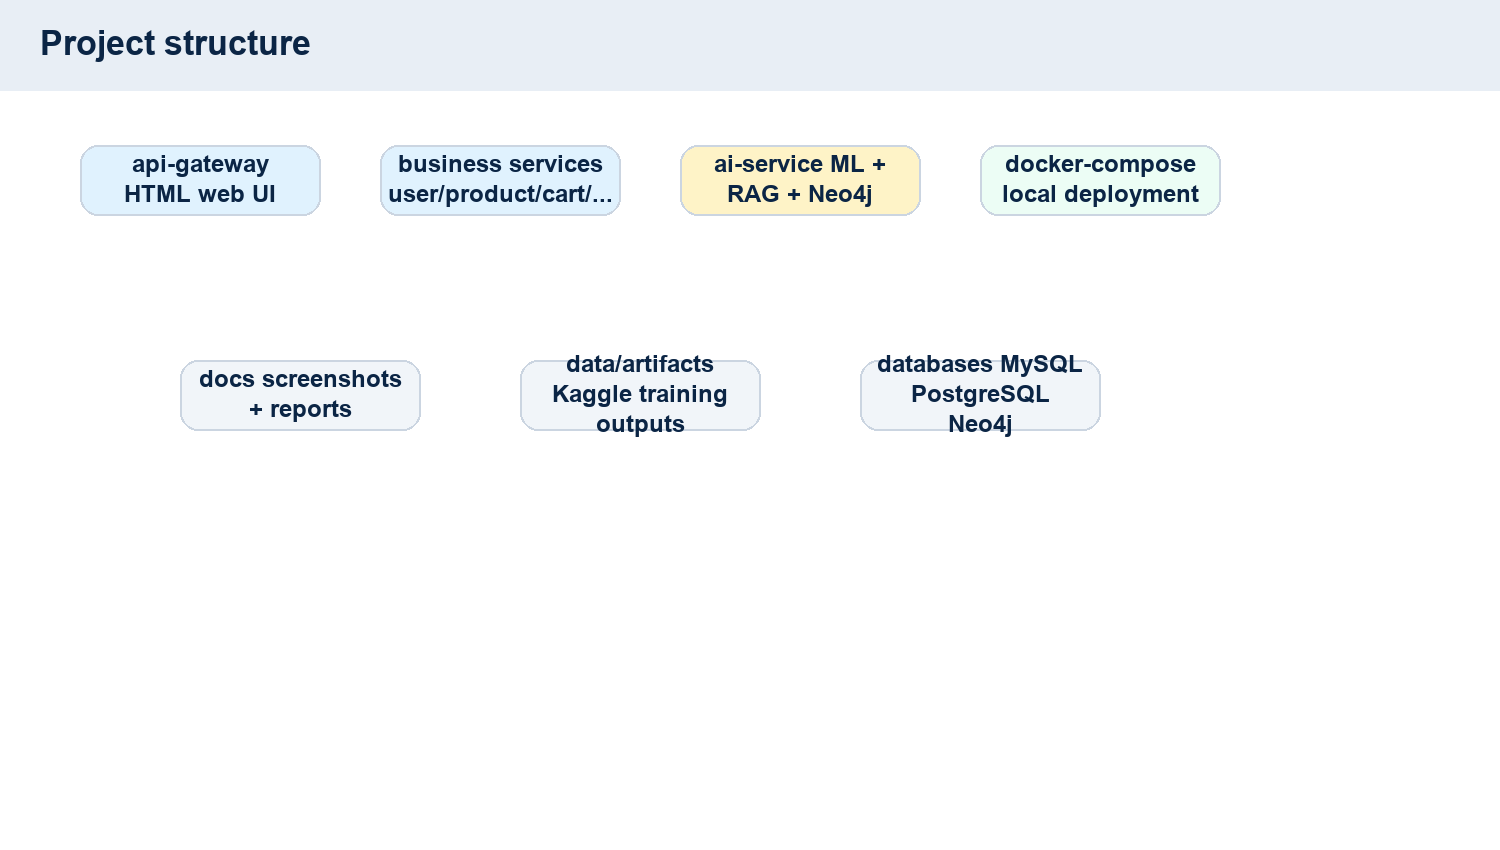 Project structure
api-gateway
HTML web UI
business services
user/product/cart/...
ai-service ML +
RAG + Neo4j
docker-compose
local deployment
docs screenshots
+ reports
data/artifacts
Kaggle training
outputs
databases MySQL
PostgreSQL
Neo4j